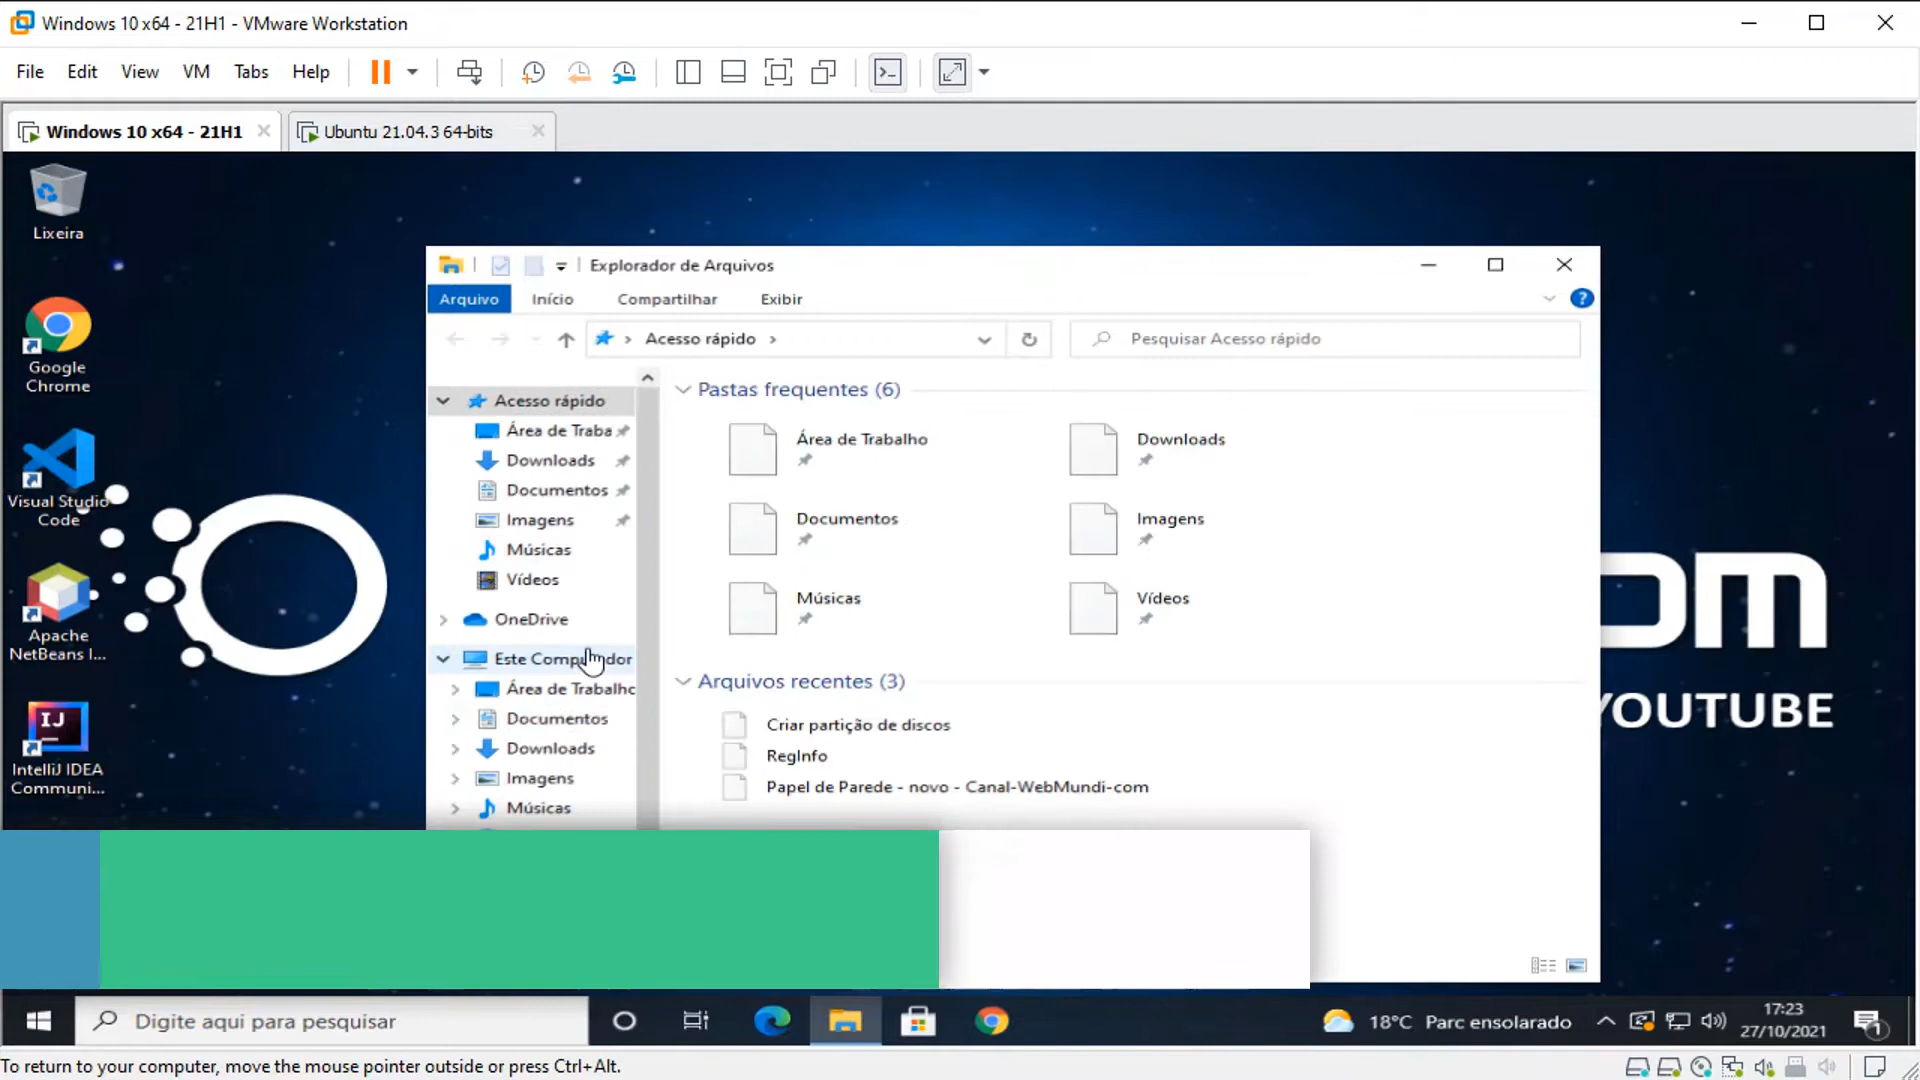 Windows 10 x64 - 21H1 - VMware Workstation
File Edit View VM Tabs Help
Windows 10 x64 - 21H1
Ubuntu 21.04.3 64-bits
Lixeira
Google
Chrome
Visual Studio
Code
Apache
NetBeans I...
IJ
IntelliJ IDEA
Communi...
Explorador de Arquivos
Arquivo Início Compartilhar Exibir
Acesso rápido
Pesquisar Acesso rápido
Acesso rápido
Área de Traba
Downloads
Documentos
Imagens
Músicas
Vídeos
OneDrive
Este Computador
Área de Trabalho
Documentos
Downloads
Imagens
Músicas
Pastas frequentes (6)
Área de Trabalho
Downloads
Documentos
Imagens
Músicas
Vídeos
Arquivos recentes (3)
Criar partição de discos
RegInfo
Papel de Parede - novo - Canal-WebMundi-com
OM
YOUTUBE
Digite aqui para pesquisar
18°C Parc ensolarado
17:23
27/10/2021
1
To return to your computer, move the mouse pointer outside or press Ctrl+Alt.